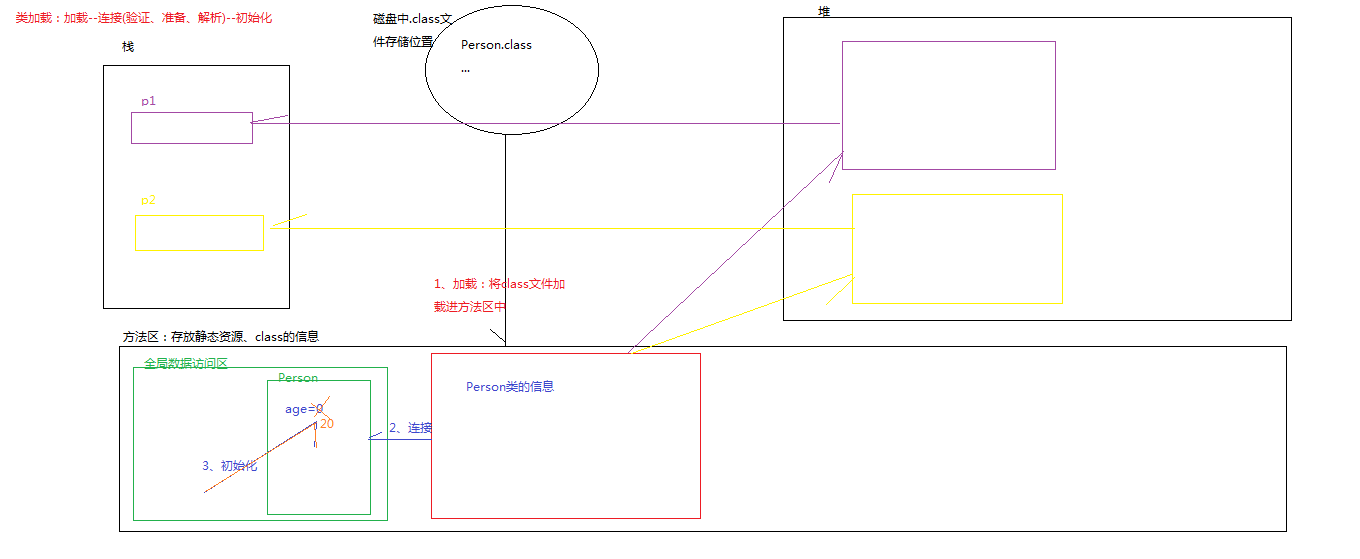 类加载：加载--连接(验证、准备、解析)--初始化
磁盘中.class文
件存储位置
堆
栈
Person.class
...
p1
p2
1、加载：将class文件加
载进方法区中
方法区：存放静态资源、class的信息
全局数据访问区
Person
Person类的信息
age=0
20
2、连接
3、初始化